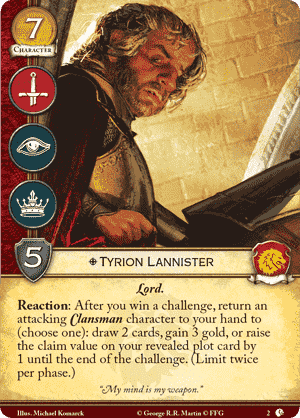 7
CHARACTER
5
TYRION LANNISTER
Lord.
Reaction: After you win a challenge, return an
attacking Clansman character to your hand to
(choose one): draw 2 cards, gain 3 gold, or raise
the claim value on your revealed plot card by
1 until the end of the challenge. (Limit twice
per phase.)
"My mind is my weapon."
Illus. Michael Komarck © George R.R. Martin © FFG 2